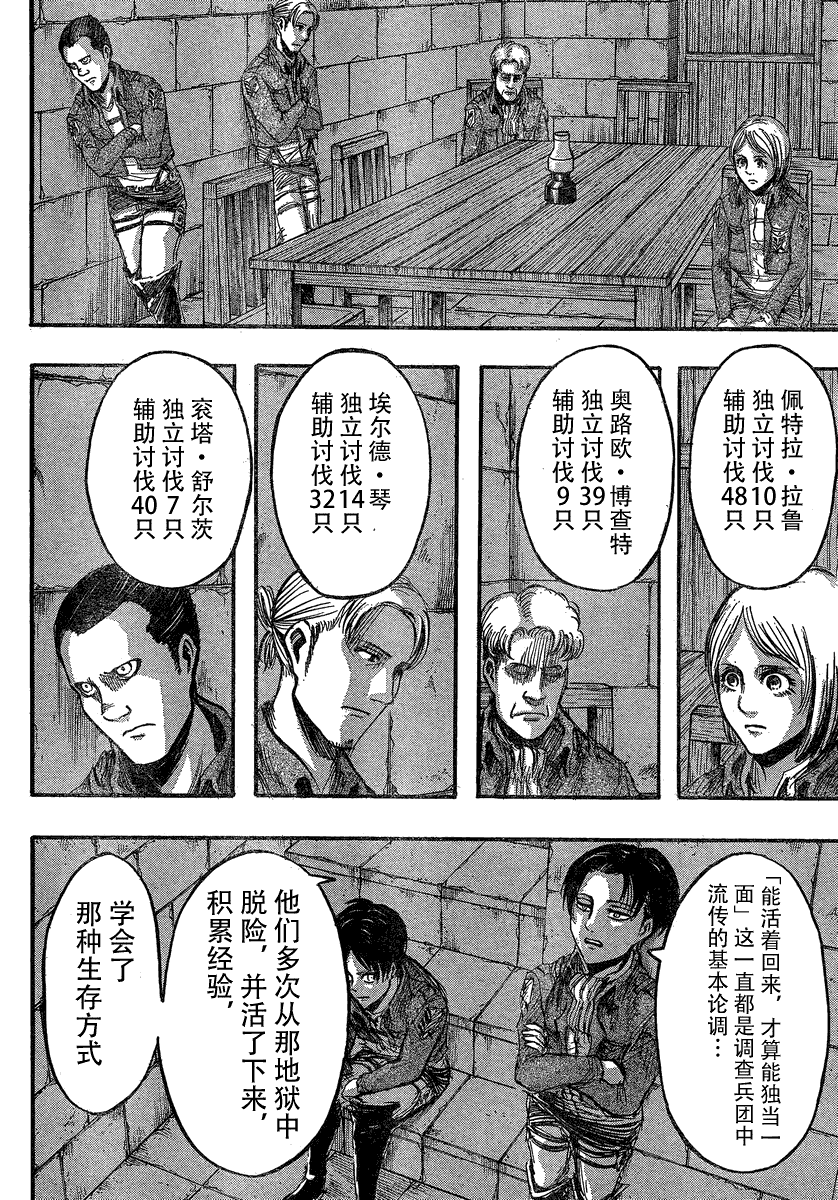 佩特拉·拉鲁
独立讨伐10只
辅助讨伐48只
奥路欧·博查特
独立讨伐39只
辅助讨伐9只
埃尔德·琴
独立讨伐14只
辅助讨伐32只
衮塔·舒尔茨
独立讨伐7只
辅助讨伐40只
「能活着回来，才算能独当一
面」这一直都是调查兵团中
流传的基本论调…
他们多次从那地狱中
脱险，并活了下来，
积累经验，
学会了
那种生存方式